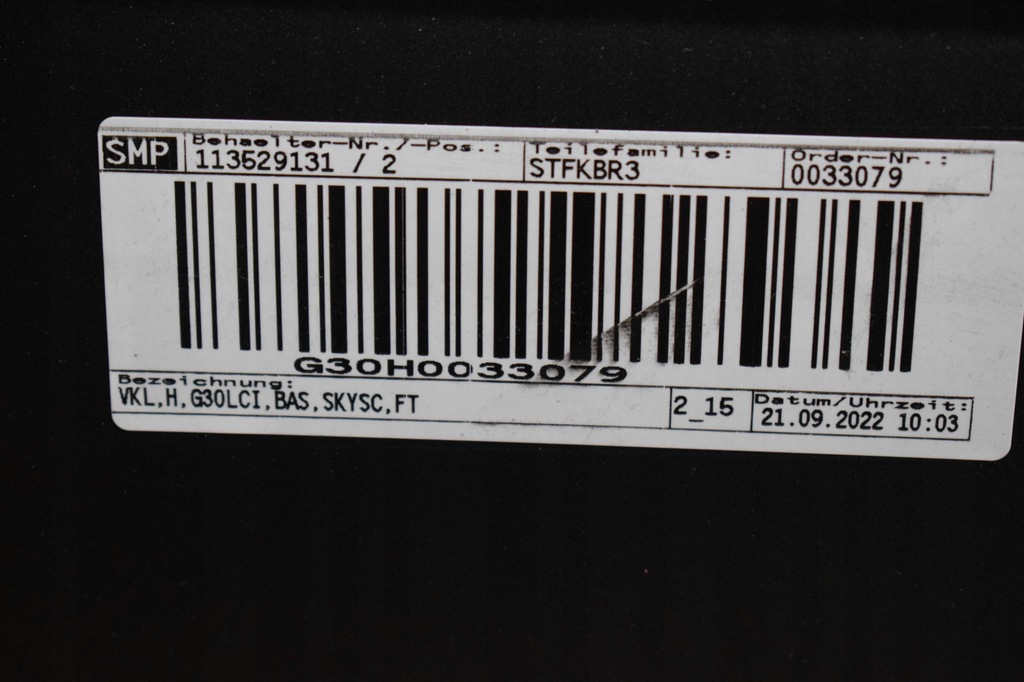 SMP Behaelter-Nr./-Pos.: Teilefamilie: Order-Nr.:
113529131 / 2 STFKBR3 0033079
G30H0033079
Bezeichnung: Datum/Uhrzeit:
VKL,H,G30LCI,BAS,SKYSC,FT 2_15 21.09.2022 10:03